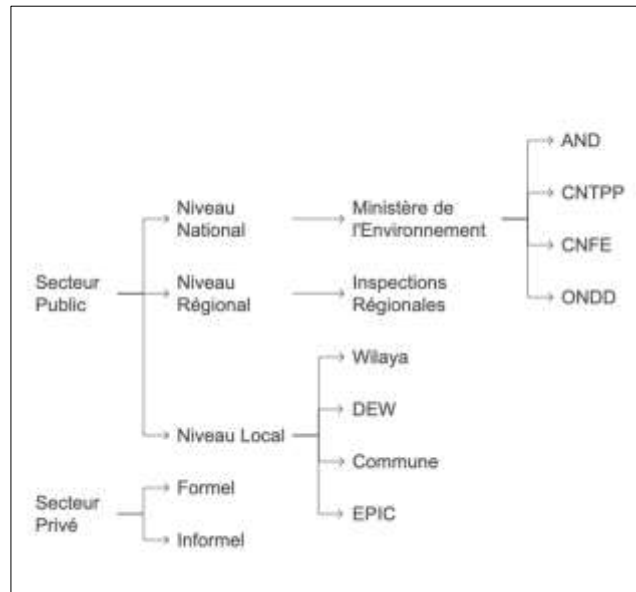 AND
CNTPP
Niveau
National
Ministère de
l'Environnement
CNFE
Secteur
Public
Niveau
Régional
Inspections
Régionales
ONDD
Wilaya
DEW
Niveau Local
Commune
EPIC
Secteur
Privé
Formel
Informel